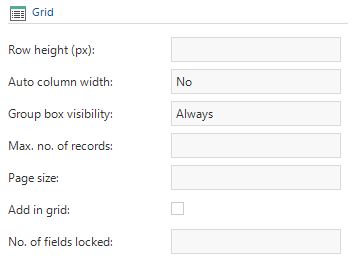 Grid
Row height (px):
Auto column width: No
Group box visibility: Always
Max. no. of records:
Page size:
Add in grid:
No. of fields locked: